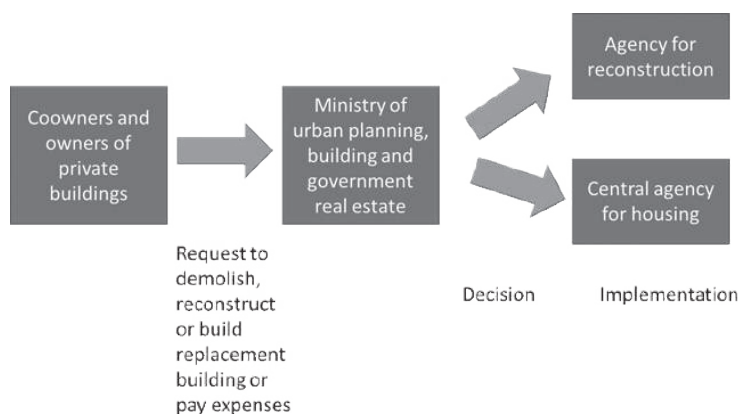 Coowners and
owners of
private
buildings
Request to
demolish,
reconstruct
or build
replacement
building or
pay expenses
Ministry of
urban planning,
building and
government
real estate
Decision
Agency for
reconstruction
Central agency
for housing
Implementation